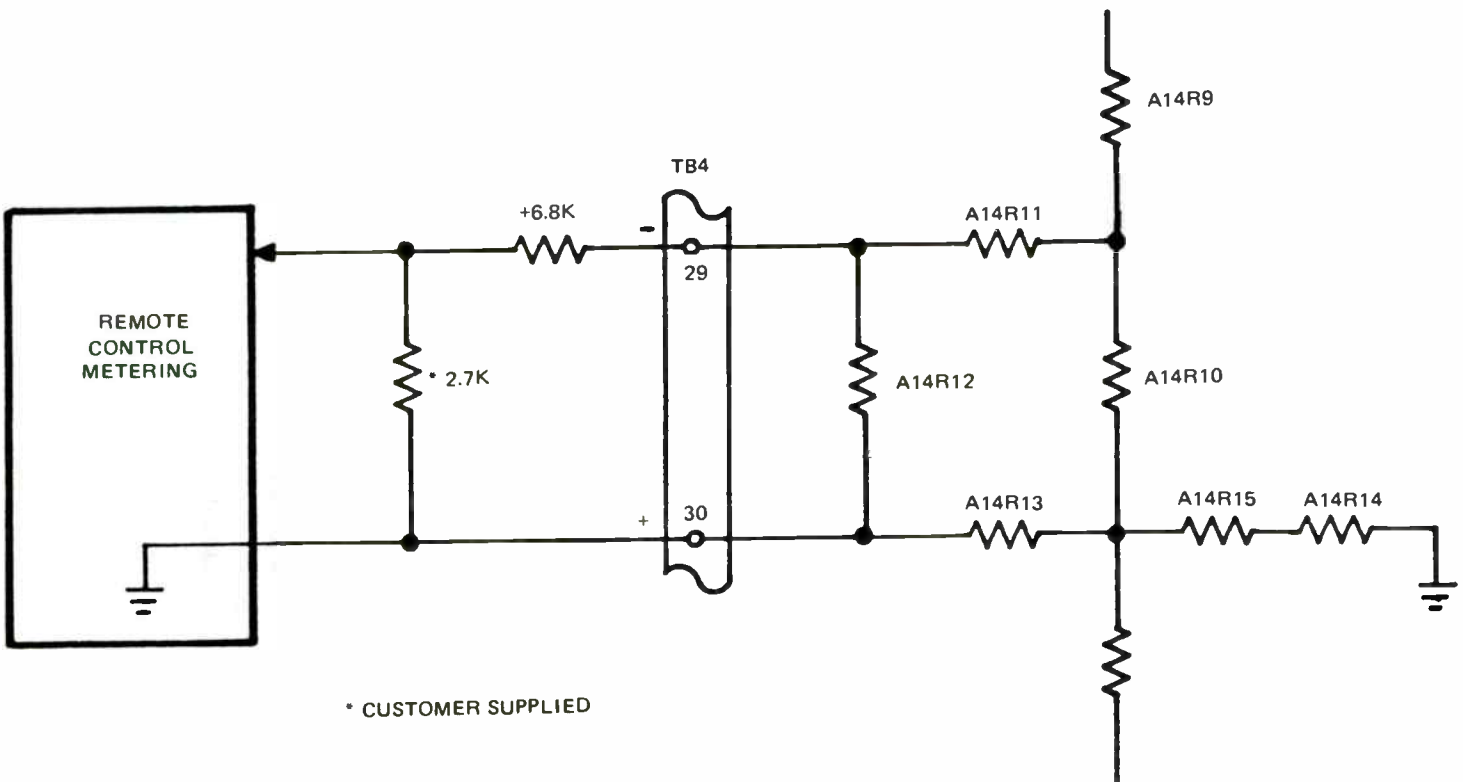 A14R9
TB4
+6.8K
A14R11
-
29
REMOTE
CONTROL
METERING
* 2.7K
A14R12
A14R10
+
30
A14R13
A14R15
A14R14
* CUSTOMER SUPPLIED